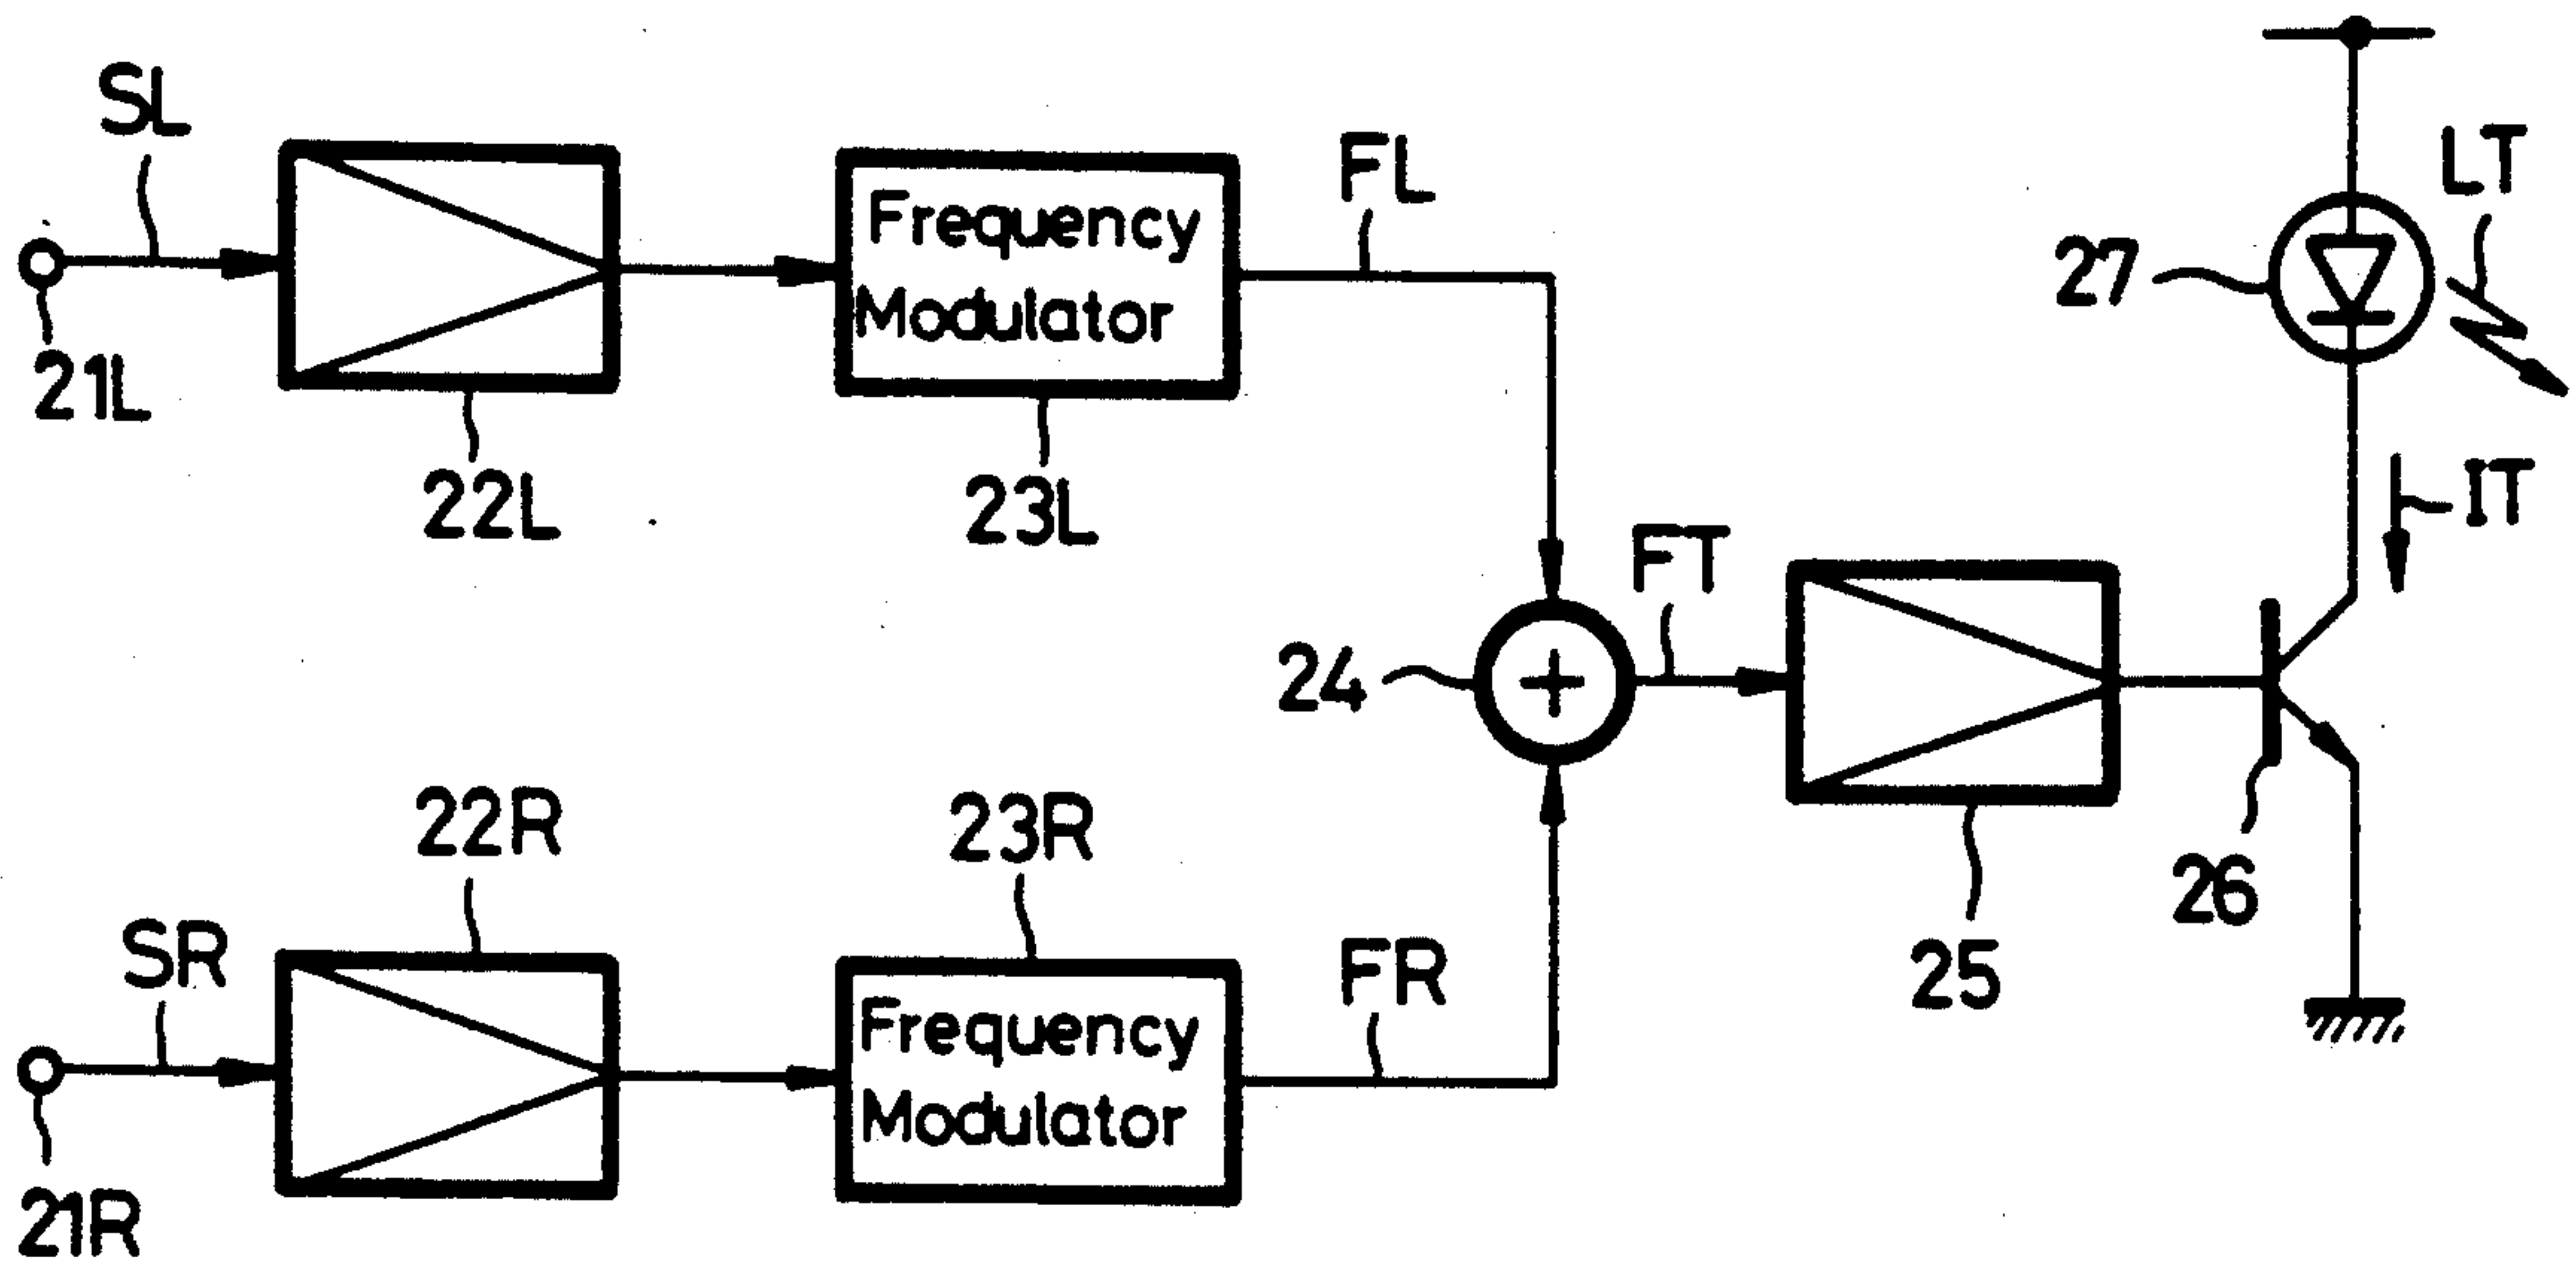 SL
21L
22L
Frequency
Modulator
23L
FL
24
FT
25
26
27
LT
IT
SR
21R
22R
23R
Frequency
Modulator
FR
+